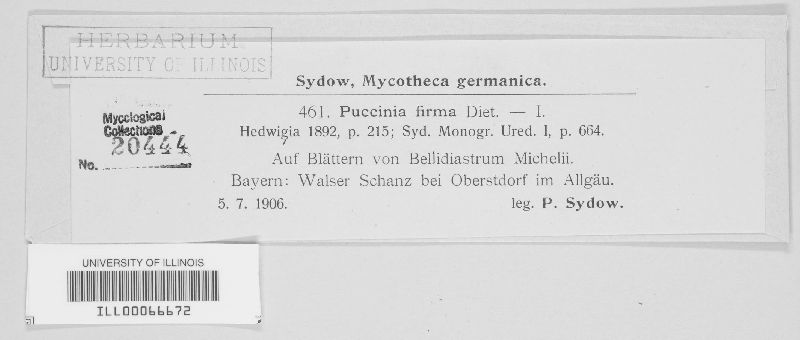 HERBARIUM
UNIVERSITY OF ILLINOIS
Sydow, Mycotheca germanica.
461. Puccinia firma Diet. — I.
Hedwigia 1892, p. 215; Syd. Monogr. Ured. I, p. 664.
Auf Blättern von Bellidiastrum Michelii.
Bayern: Walser Schanz bei Oberstdorf im Allgäu.
5. 7. 1906.
leg. P. Sydow.
Mycological
Collections
No. 20444
UNIVERSITY OF ILLINOIS
ILL00066672